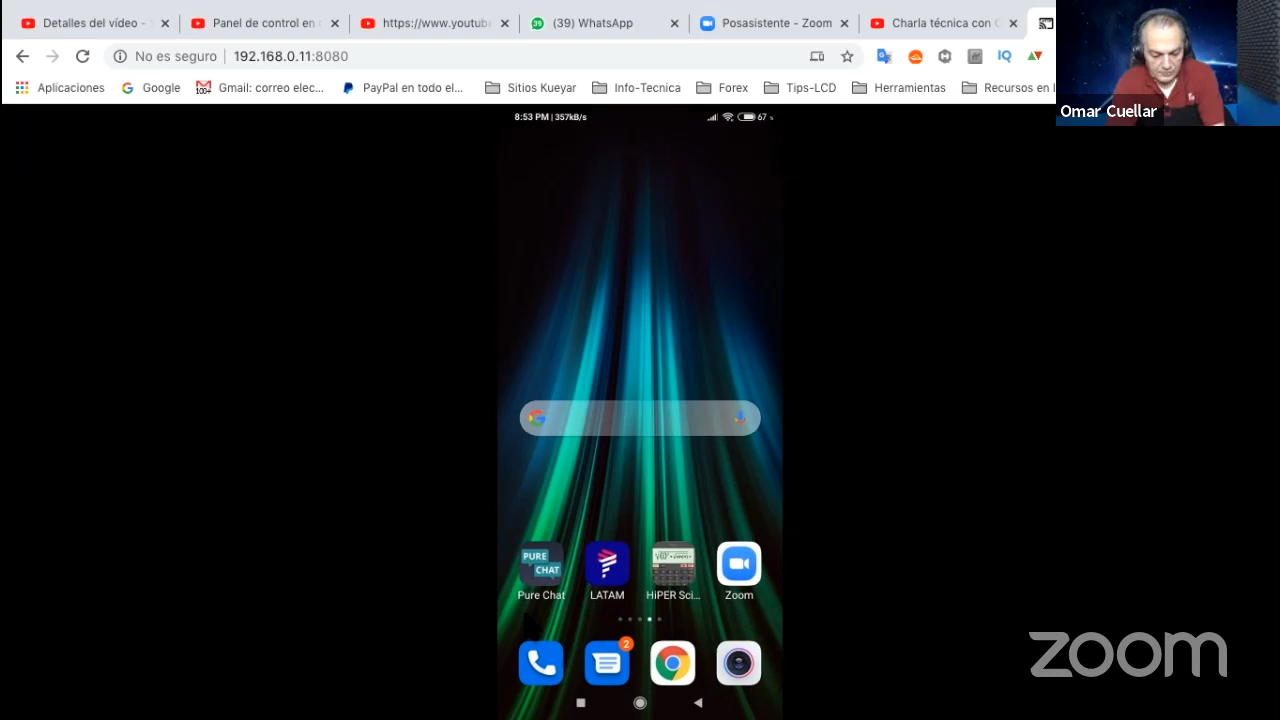 Detalles del vídeo -
Panel de control en
https://www.youtub
(39) WhatsApp
Posasistente - Zoom
Charla técnica con
No es seguro
192.168.0.11:8080
Aplicaciones
Google
Gmail: correo elec...
PayPal en todo el...
Sitios Kueyar
Info-Tecnica
Forex
Tips-LCD
Herramientas
Recursos en
Omar Cuellar
8:53 PM | 357kB/s
67
PURE
CHAT
Pure Chat
LATAM
HiPER Sci...
Zoom
2
zoom